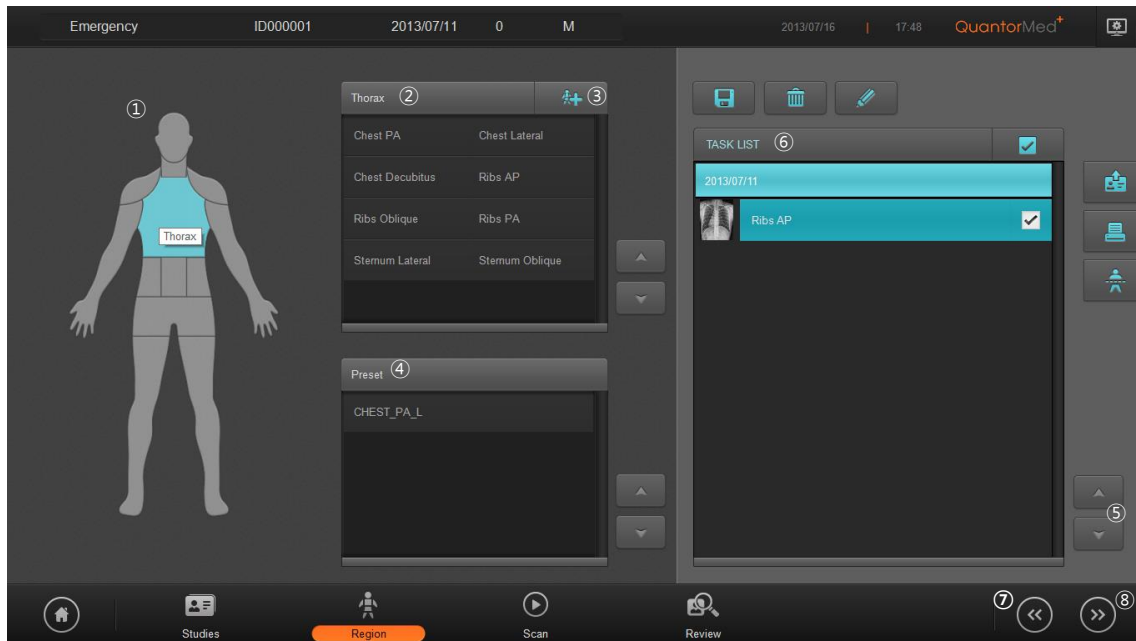 Emergency ID000001 2013/07/11 0 M 2013/07/16 | 17:48 QuantorMed+
①
Thorax ② ③
Chest PA Chest Lateral
Chest Decubitus Ribs AP
Ribs Oblique Ribs PA
Sternum Lateral Sternum Oblique
Thorax
Preset ④
CHEST_PA_L
TASK LIST ⑥
2013/07/11
Ribs AP
⑤
⑦ ⑧
Studies Region Scan Review